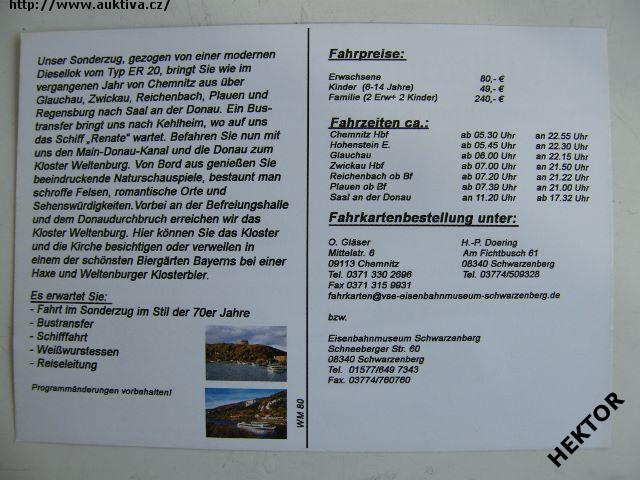 http://www.auktiva.cz/
Unser Sonderzug, gezogen von einer modernen
Diesellok vom Typ ER 20, bringt Sie wie im
vergangenen Jahr von Chemnitz aus über
Glauchau, Zwickau, Reichenbach, Plauen und
Regensburg nach Saal an der Donau. Ein Bus-
transfer bringt uns nach Kehlheim, wo auf uns
das Schiff „Renate" wartet. Befahren Sie nun mit
uns den Main-Donau-Kanal und die Donau zum
Kloster Weltenburg. Von Bord aus genießen Sie
beeindruckende Naturschauspiele, bestaunt man
schroffe Felsen, romantische Orte und
Sehenswürdigkeiten.Vorbei an der Befreiungshalle
und dem Donaudurchbruch erreichen wir das
Kloster Weltenburg. Hier können Sie das Kloster
und die Kirche besichtigen oder verweilen in
einem der schönsten Biergärten Bayerns bei einer
Haxe und Weltenburger Klosterbier.
Es erwartet Sie:
- Fahrt im Sonderzug im Stil der 70er Jahre
- Bustransfer
- Schifffahrt
- Weißwurstessen
- Reiseleitung
Programmänderungen vorbehalten!
WM 80
Fahrpreise:
Erwachsene 80,- €
Kinder (6-14 Jahre) 49,- €
Familie (2 Erw+ 2 Kinder) 240,- €
Fahrzeiten ca.:
Chemnitz Hbf ab 05.30 Uhr an 22.55 Uhr
Hohenstein E. ab 05.45 Uhr an 22.30 Uhr
Glauchau ab 06.00 Uhr an 22.15 Uhr
Zwickau Hbf ab 07.00 Uhr an 21.50 Uhr
Reichenbach ob Bf ab 07.20 Uhr an 21.22 Uhr
Plauen ob Bf ab 07.39 Uhr an 21.00 Uhr
Saal an der Donau an 11.20 Uhr ab 17.32 Uhr
Fahrkartenbestellung unter:
O. Gläser H.-P. Doering
Mittelstr. 6 Am Fichtbusch 61
09113 Chemnitz 08340 Schwarzenberg
Tel. 0371 330 2696 Tel. 03774/509328
Fax 0371 315 9931
fahrkarten@vse-eisenbahnmuseum-schwarzenberg.de
bzw.
Eisenbahnmuseum Schwarzenberg
Schneeberger Str. 60
08340 Schwarzenberg
Tel. 01577/649 7343
Fax. 03774/760760
HEKTOR